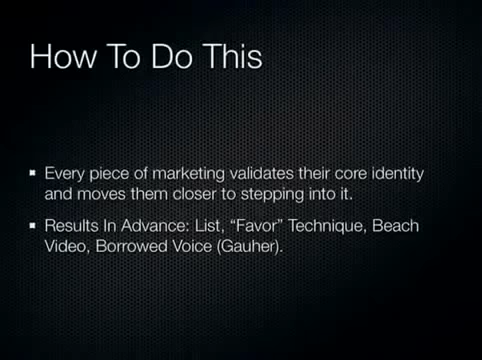 How To Do This
Every piece of marketing validates their core identity
and moves them closer to stepping into it.
Results In Advance: List, “Favor” Technique, Beach
Video, Borrowed Voice (Gauher).